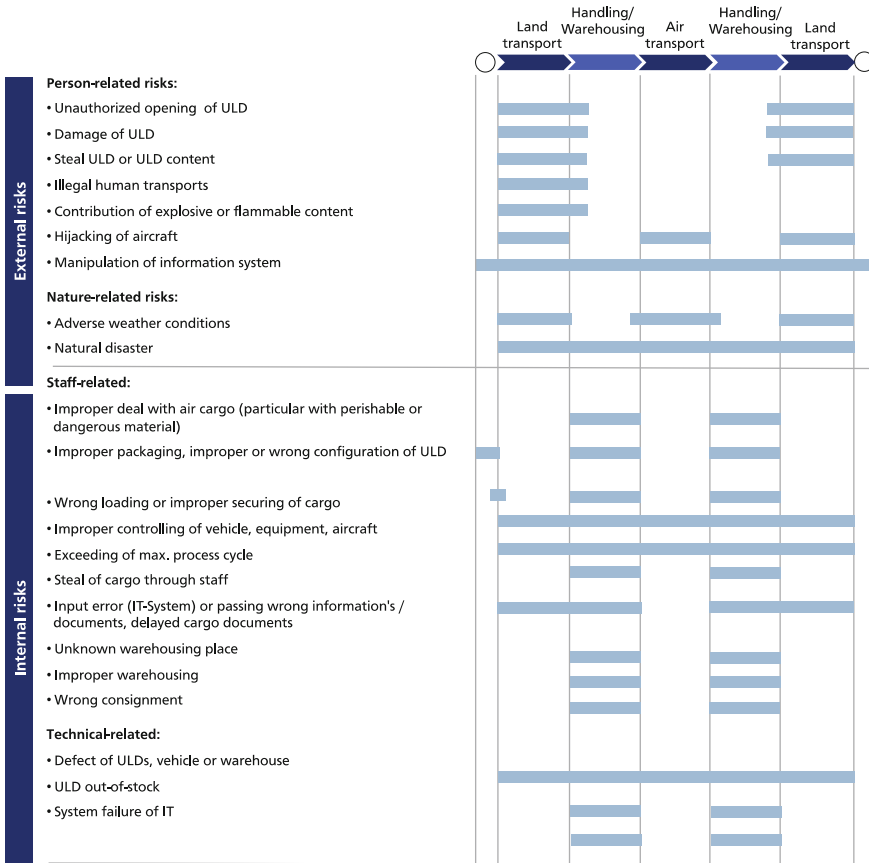 Land
transport
Handling/
Warehousing
Air
transport
Handling/
Warehousing
Land
transport
External risks
Person-related risks:
• Unauthorized opening of ULD
• Damage of ULD
• Steal ULD or ULD content
• Illegal human transports
• Contribution of explosive or flammable content
• Hijacking of aircraft
• Manipulation of information system
Nature-related risks:
• Adverse weather conditions
• Natural disaster
Internal risks
Staff-related:
• Improper deal with air cargo (particular with perishable or
dangerous material)
• Improper packaging, improper or wrong configuration of ULD
• Wrong loading or improper securing of cargo
• Improper controlling of vehicle, equipment, aircraft
• Exceeding of max. process cycle
• Steal of cargo through staff
• Input error (IT-System) or passing wrong information's /
documents, delayed cargo documents
• Unknown warehousing place
• Improper warehousing
• Wrong consignment
Technical-related:
• Defect of ULDs, vehicle or warehouse
• ULD out-of-stock
• System failure of IT